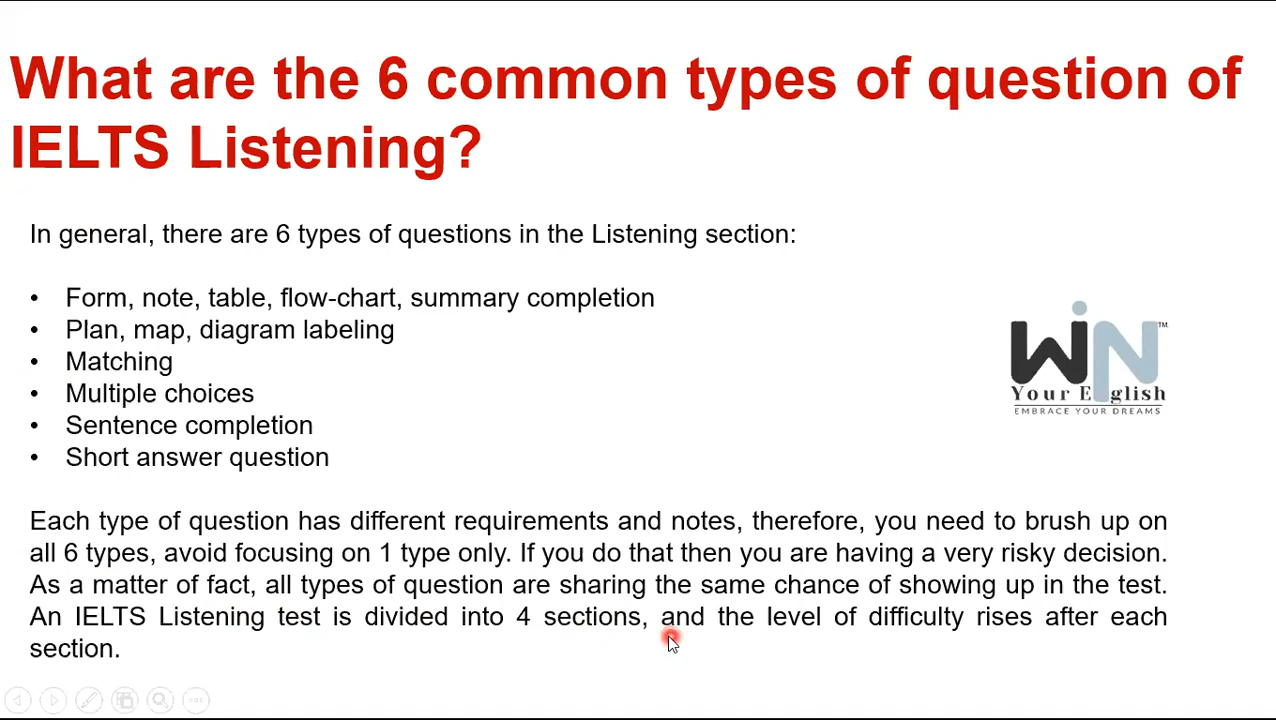 What are the 6 common types of question of
IELTS Listening?
In general, there are 6 types of questions in the Listening section:
• Form, note, table, flow-chart, summary completion
• Plan, map, diagram labeling
• Matching
• Multiple choices
• Sentence completion
• Short answer question
WiN™
Your English
EMBRACE YOUR DREAMS
Each type of question has different requirements and notes, therefore, you need to brush up on
all 6 types, avoid focusing on 1 type only. If you do that then you are having a very risky decision.
As a matter of fact, all types of question are sharing the same chance of showing up in the test.
An IELTS Listening test is divided into 4 sections, and the level of difficulty rises after each
section.